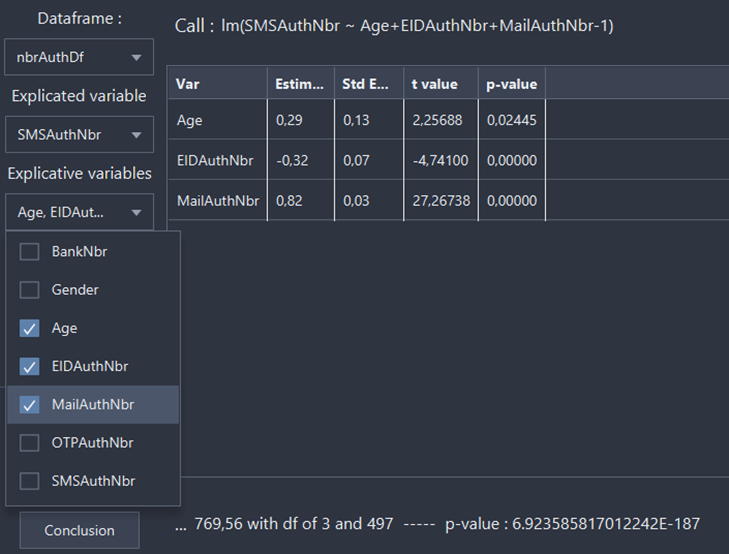 Dataframe :
nbrAuthDf
Explicated variable
SMSAuthNbr
Explicative variables
Age, EIDAut...
BankNbr
Gender
Age
EIDAuthNbr
MailAuthNbr
OTPAuthNbr
SMSAuthNbr
Conclusion
Call : lm(SMSAuthNbr ~ Age+EIDAuthNbr+MailAuthNbr-1)
Var Estim... Std E... t value p-value
Age 0,29 0,13 2,25688 0,02445
EIDAuthNbr -0,32 0,07 -4,74100 0,00000
MailAuthNbr 0,82 0,03 27,26738 0,00000
... 769,56 with df of 3 and 497 ----- p-value : 6.923585817012242E-187